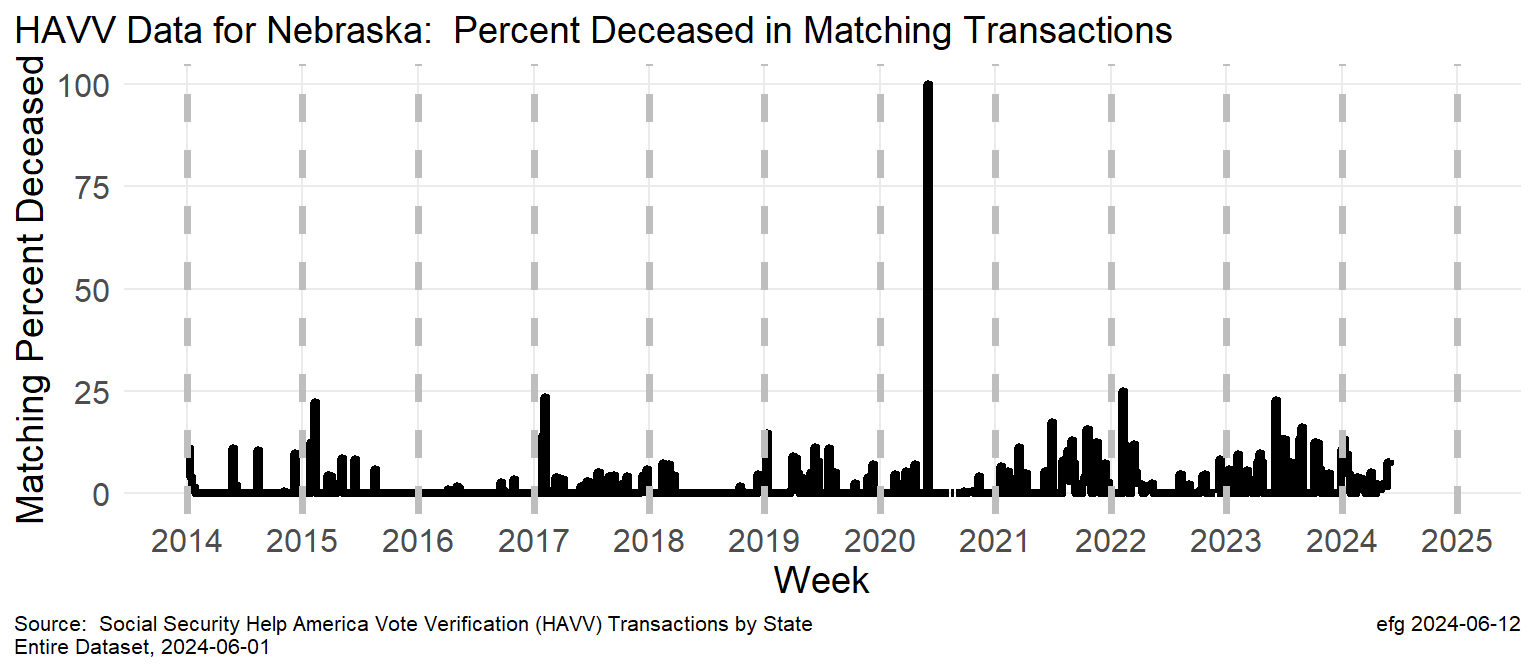 HAVV Data for Nebraska:  Percent Deceased in Matching Transactions
Matching Percent Deceased
100
75
50
25
0
2014 2015 2016 2017 2018 2019 2020 2021 2022 2023 2024 2025
Week
Source:  Social Security Help America Vote Verification (HAVV) Transactions by State
Entire Dataset, 2024-06-01
efg 2024-06-12